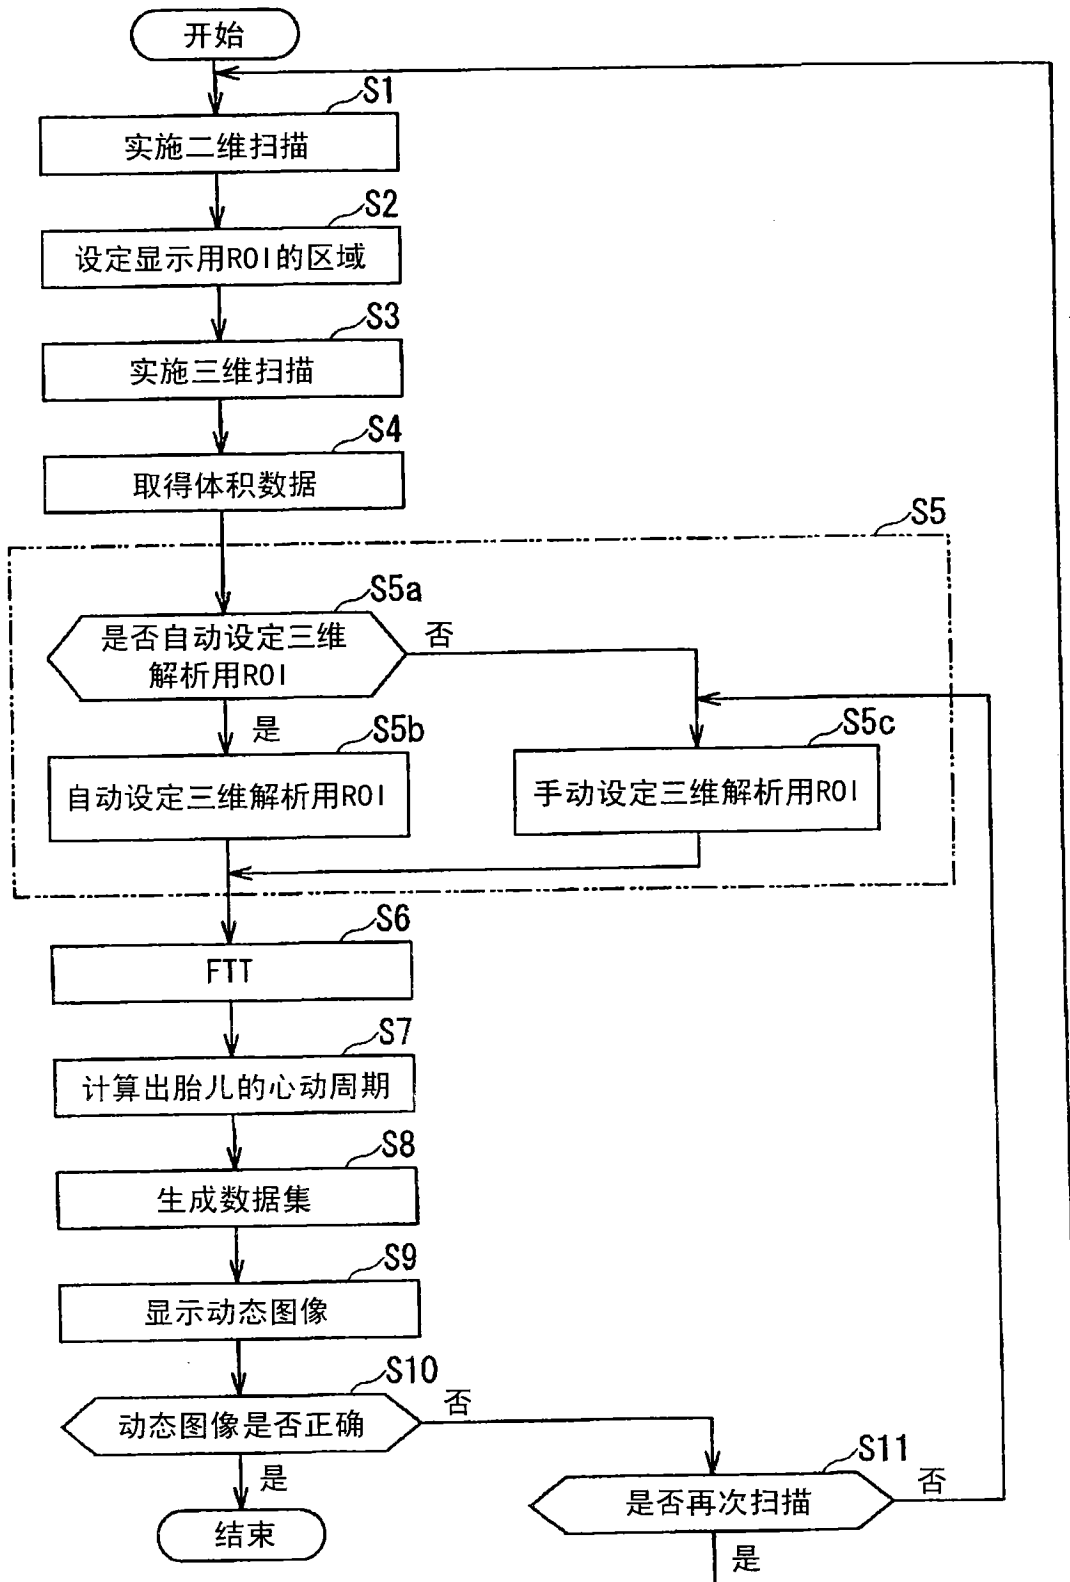 开始
S1
实施二维扫描
S2
设定显示用ROI的区域
S3
实施三维扫描
S4
取得体积数据
S5
S5a
是否自动设定三维
解析用ROI
否
是
S5b
自动设定三维解析用ROI
S5c
手动设定三维解析用ROI
S6
FTT
S7
计算出胎儿的心动周期
S8
生成数据集
S9
显示动态图像
S10
动态图像是否正确
否
是
结束
S11
是否再次扫描
否
是